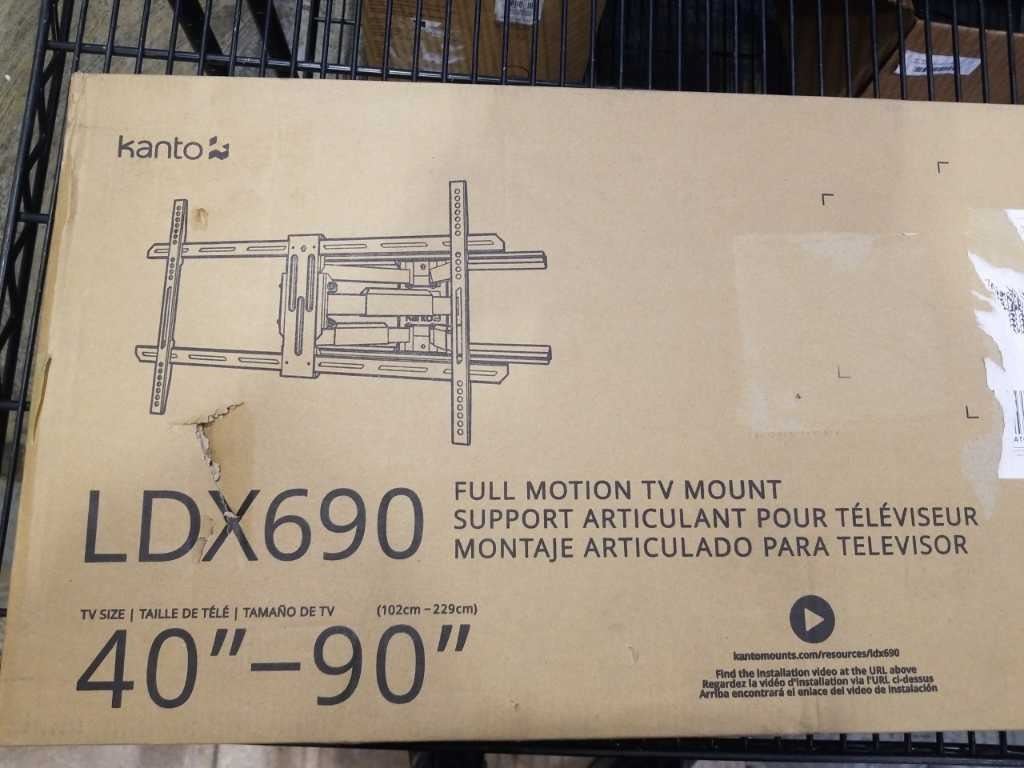 kanto
kanto
LDX690
FULL MOTION TV MOUNT
SUPPORT ARTICULANT POUR TÉLÉVISEUR
MONTAJE ARTICULADO PARA TELEVISOR
TV SIZE | TAILLE DE TÉLÉ | TAMAÑO DE TV (102cm – 229cm)
40”–90”
kantomounts.com/resources/ldx690
Find the installation video at the URL above
Regardez la vidéo d'installation via l'URL ci-dessus
Arriba encontrará el enlace del video de instalación